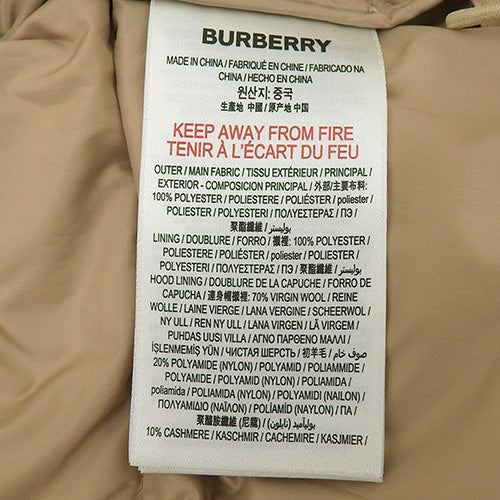 BURBERRY
MADE IN CHINA / FABRIQUÉ EN CHINE / FABRICADO NA
CHINA / HECHO EN CHINA
원산지: 중국
生產地 中國 / 原产地 中国
KEEP AWAY FROM FIRE
TENIR À L'ÉCART DU FEU
OUTER / MAIN FABRIC / TISSU EXTÉRIEUR / PRINCIPAL /
EXTERIOR - COMPOSICION PRINCIPAL / 外部/主要布料:
100% POLYESTER / POLIESTERE / POLIÉSTER / poliester /
POLIESTER / POLYESTERI / ΠΟΛΥΕΣΤΕΡΑΣ / ПЭ /
聚酯纖維 / بوليستر
LINING / DOUBLURE / FORRO / 襯裡: 100% POLYESTER /
POLIESTERE / POLIÉSTER / poliester / POLIESTER /
POLYESTERI / ΠΟΛΥΕΣΤΕΡΑΣ / ПЭ / 聚酯纖維 / بوليستر
HOOD LINING / DOUBLURE DE LA CAPUCHE / FORRO DE
CAPUCHA / 連身帽襯裡: 70% VIRGIN WOOL / REINE
WOLLE / LAINE VIERGE / LANA VIRGEN / SCHEERWOL /
NY ULL / REN NY ULL / LANA VERGINE / LÃ VIRGEM /
PUHDAS UUSI VILLA / ΑΓΝΟ ΠΑΡΘΕΝΟ ΜΑΛΛΙ /
İŞLENMEMİŞ YÜN / ЧИСТАЯ ШЕРСТЬ / 初羊毛 / صوف خام
20% POLYAMIDE (NYLON) / POLYAMID / POLIAMMIDE
/ POLYAMIDE (NYLON) / POLIAMIDA /
poliamida / POLIAMIDA (NYLON) / POLYAMIDI (NAILON) /
ΠΟΛΥΑΜΙΔΙΟ (ΝΑΪΛΟΝ) / POLİAMİD (NAYLON) / ПА /
聚醯胺纖維 (尼龍) / بوليأميد (نايلون)
10% CASHMERE / KASCHMIR / CACHEMIRE / KASJMIER /